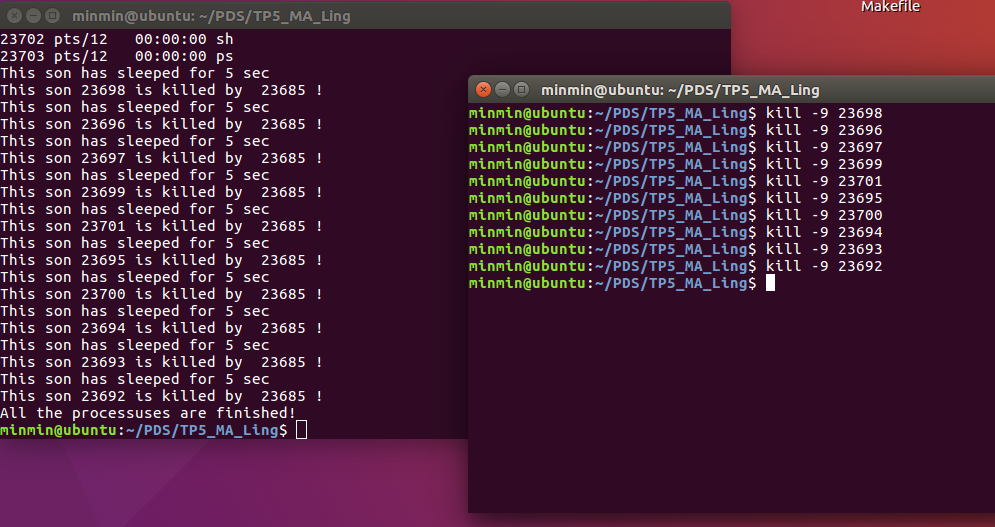 Makefile
minmin@ubuntu: ~/PDS/TP5_MA_Ling
23702 pts/12   00:00:00 sh
23703 pts/12   00:00:00 ps
This son has sleeped for 5 sec
This son 23698 is killed by  23685 !
This son has sleeped for 5 sec
This son 23696 is killed by  23685 !
This son has sleeped for 5 sec
This son 23697 is killed by  23685 !
This son has sleeped for 5 sec
This son 23699 is killed by  23685 !
This son has sleeped for 5 sec
This son 23701 is killed by  23685 !
This son has sleeped for 5 sec
This son 23695 is killed by  23685 !
This son has sleeped for 5 sec
This son 23700 is killed by  23685 !
This son has sleeped for 5 sec
This son 23694 is killed by  23685 !
This son has sleeped for 5 sec
This son 23693 is killed by  23685 !
This son has sleeped for 5 sec
This son 23692 is killed by  23685 !
All the processuses are finished!
minmin@ubuntu:~/PDS/TP5_MA_Ling$
minmin@ubuntu: ~/PDS/TP5_MA_Ling
minmin@ubuntu:~/PDS/TP5_MA_Ling$ kill -9 23698
minmin@ubuntu:~/PDS/TP5_MA_Ling$ kill -9 23696
minmin@ubuntu:~/PDS/TP5_MA_Ling$ kill -9 23697
minmin@ubuntu:~/PDS/TP5_MA_Ling$ kill -9 23699
minmin@ubuntu:~/PDS/TP5_MA_Ling$ kill -9 23701
minmin@ubuntu:~/PDS/TP5_MA_Ling$ kill -9 23695
minmin@ubuntu:~/PDS/TP5_MA_Ling$ kill -9 23700
minmin@ubuntu:~/PDS/TP5_MA_Ling$ kill -9 23694
minmin@ubuntu:~/PDS/TP5_MA_Ling$ kill -9 23693
minmin@ubuntu:~/PDS/TP5_MA_Ling$ kill -9 23692
minmin@ubuntu:~/PDS/TP5_MA_Ling$